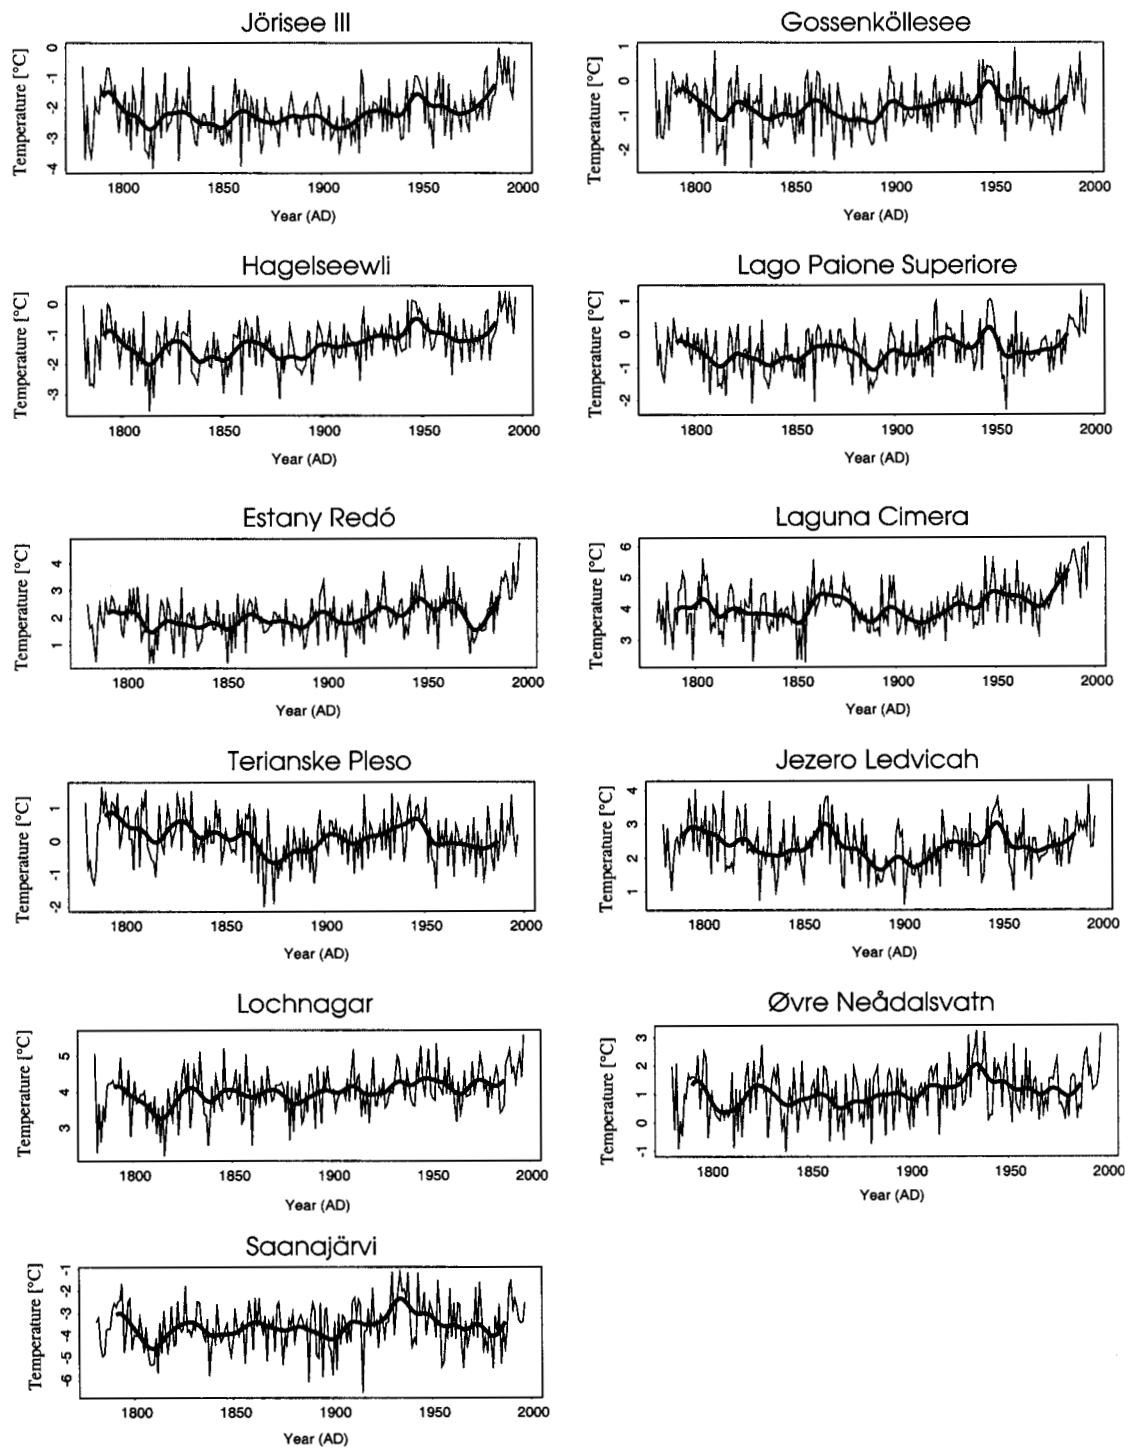 Jörisee III
Temperature [°C]
0
-1
-2
-3
-4
1800 1850 1900 1950 2000
Year (AD)
Gossenköllesee
Temperature [°C]
1
0
-1
-2
1800 1850 1900 1950 2000
Year (AD)
Hagelseewli
Temperature [°C]
0
-1
-2
-3
1800 1850 1900 1950 2000
Year (AD)
Lago Paione Superiore
Temperature [°C]
1
0
-1
-2
1800 1850 1900 1950 2000
Year (AD)
Estany Redó
Temperature [°C]
4
3
2
1
1800 1850 1900 1950 2000
Year (AD)
Laguna Cimera
Temperature [°C]
6
5
4
3
1800 1850 1900 1950 2000
Year (AD)
Terianske Pleso
Temperature [°C]
1
0
-1
-2
1800 1850 1900 1950 2000
Year (AD)
Jezero Ledvicah
Temperature [°C]
4
3
2
1
1800 1850 1900 1950 2000
Year (AD)
Lochnagar
Temperature [°C]
5
4
3
1800 1850 1900 1950 2000
Year (AD)
Øvre Neådalsvatn
Temperature [°C]
3
2
1
0
-1
1800 1850 1900 1950 2000
Year (AD)
Saanajärvi
Temperature [°C]
-1
-2
-3
-4
-5
-6
1800 1850 1900 1950 2000
Year (AD)